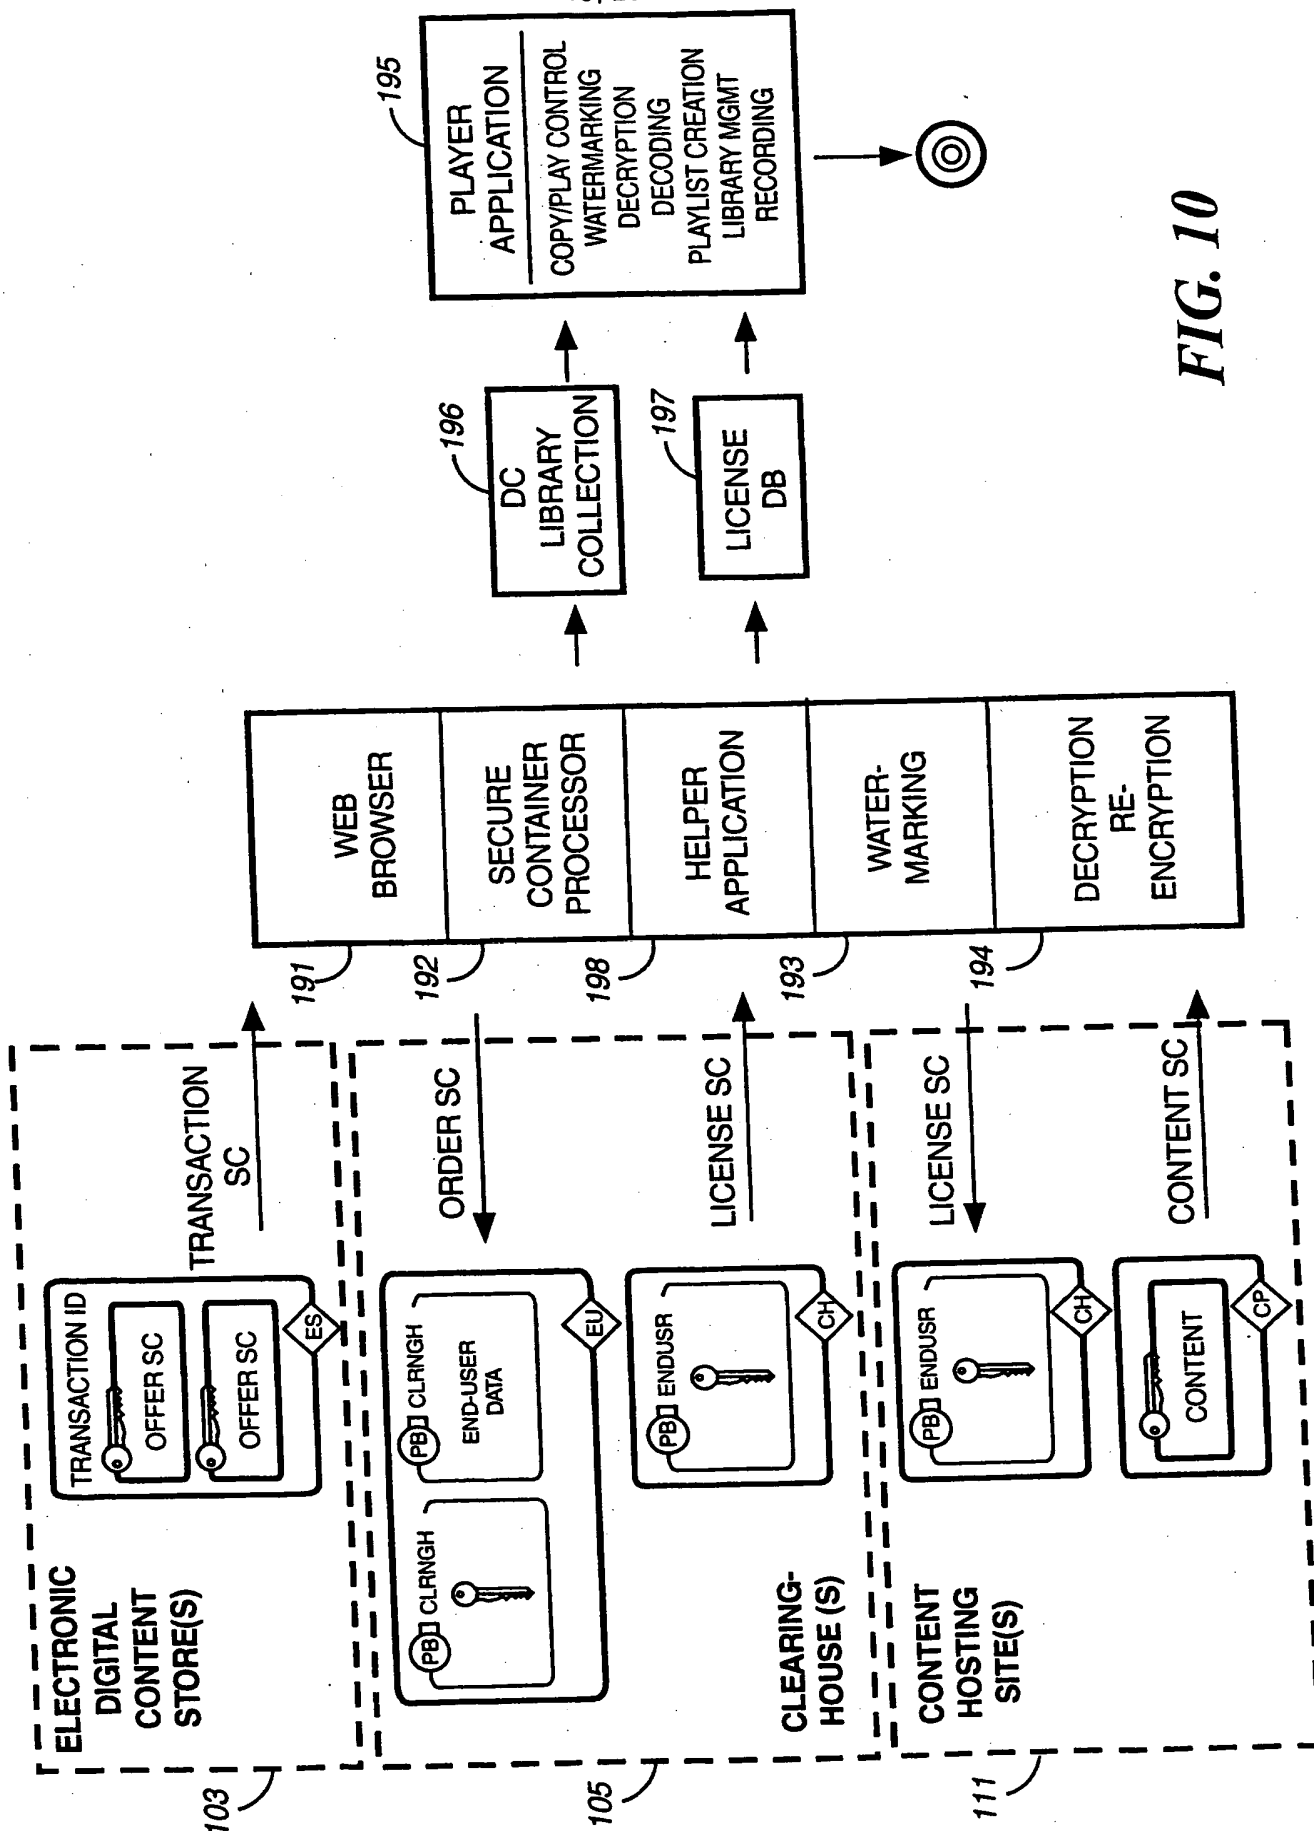 ELECTRONIC
DIGITAL
CONTENT
STORE(S)
103
TRANSACTION ID
OFFER SC
OFFER SC
ES
TRANSACTION
SC
105
PB CLRNGH
PB CLRNGH
END-USER
DATA
EU
ORDER SC
CLEARING-
HOUSE (S)
PB ENDUSR
CH
LICENSE SC
111
CONTENT
HOSTING
SITE(S)
PB ENDUSR
CH
LICENSE SC
CONTENT
CP
CONTENT SC
191
WEB
BROWSER
192
SECURE
CONTAINER
PROCESSOR
198
HELPER
APPLICATION
193
WATER-
MARKING
194
DECRYPTION
RE-
ENCRYPTION
196
DC
LIBRARY
COLLECTION
197
LICENSE
DB
195
PLAYER
APPLICATION
COPY/PLAY CONTROL
WATERMARKING
DECRYPTION
DECODING
PLAYLIST CREATION
LIBRARY MGMT
RECORDING
FIG. 10